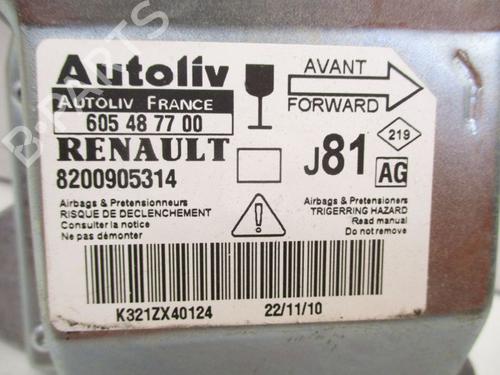 Autoliv
AUTOLIV FRANCE
605 48 77 00
RENAULT
8200905314
AVANT
FORWARD
J81
219
AG
Airbags & Pretensionneurs
RISQUE DE DECLENCHEMENT
Consulter la notice
Ne pas démonter
Airbags & Pretensioners
TRIGERRING HAZARD
Read manual
Do not remove
K321ZX40124
22/11/10
B-PARTS